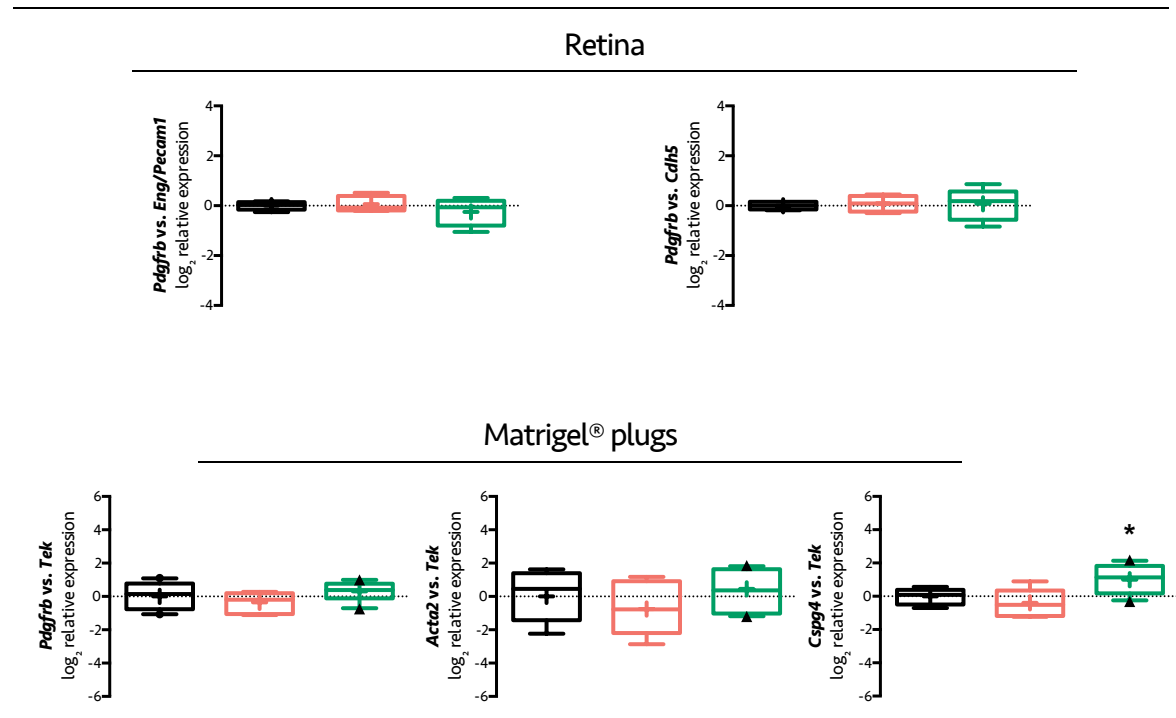 Retina
Pdgfrb vs. Eng/Pecam1
log₂ relative expression
4
2
0
-2
-4
Pdgfrb vs. Cdh5
log₂ relative expression
4
2
0
-2
-4
Matrigel® plugs
Pdgfrb vs. Tek
log₂ relative expression
6
4
2
0
-2
-4
-6
Acta2 vs. Tek
log₂ relative expression
6
4
2
0
-2
-4
-6
Cspg4 vs. Tek
log₂ relative expression
6
4
2
0
-2
-4
-6
*